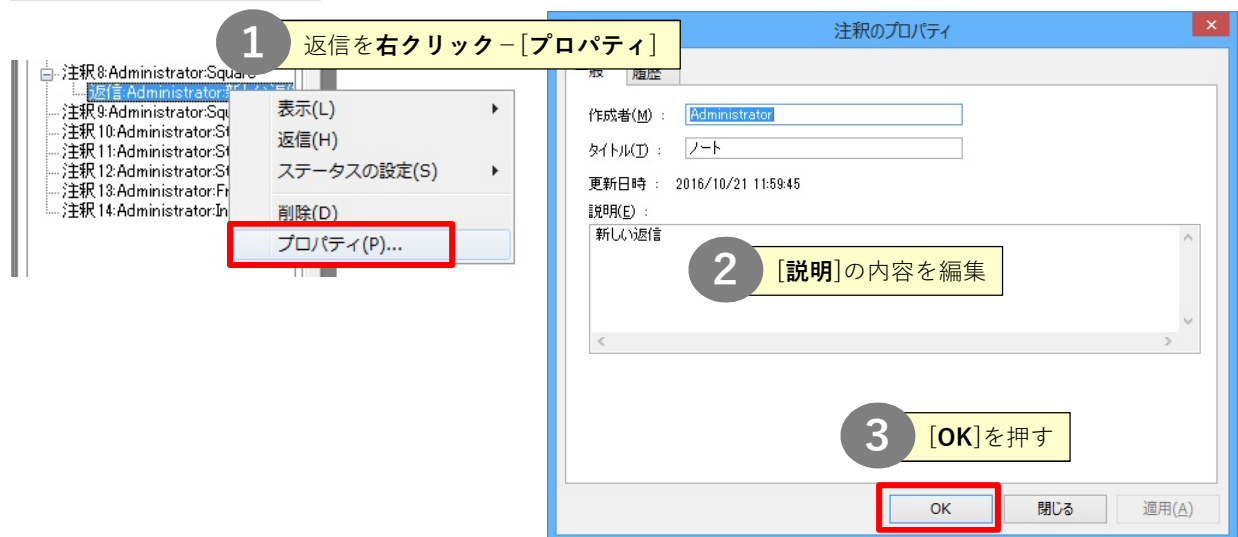 1
返信を右クリック－[プロパティ]
注釈8:Administrator:Square
返信:Administrator:新しい返信
注釈9:Administrator:Squ
注釈10:Administrator:St
注釈11:Administrator:St
注釈12:Administrator:St
注釈13:Administrator:Fr
注釈14:Administrator:In
表示(L)
返信(H)
ステータスの設定(S)
削除(D)
プロパティ(P)...
注釈のプロパティ
一般
履歴
作成者(M) :
Administrator
タイトル(T) :
ノート
更新日時 : 2016/10/21 11:59:45
説明(E) :
新しい返信
2
[説明]の内容を編集
3
[OK]を押す
OK
閉じる
適用(A)